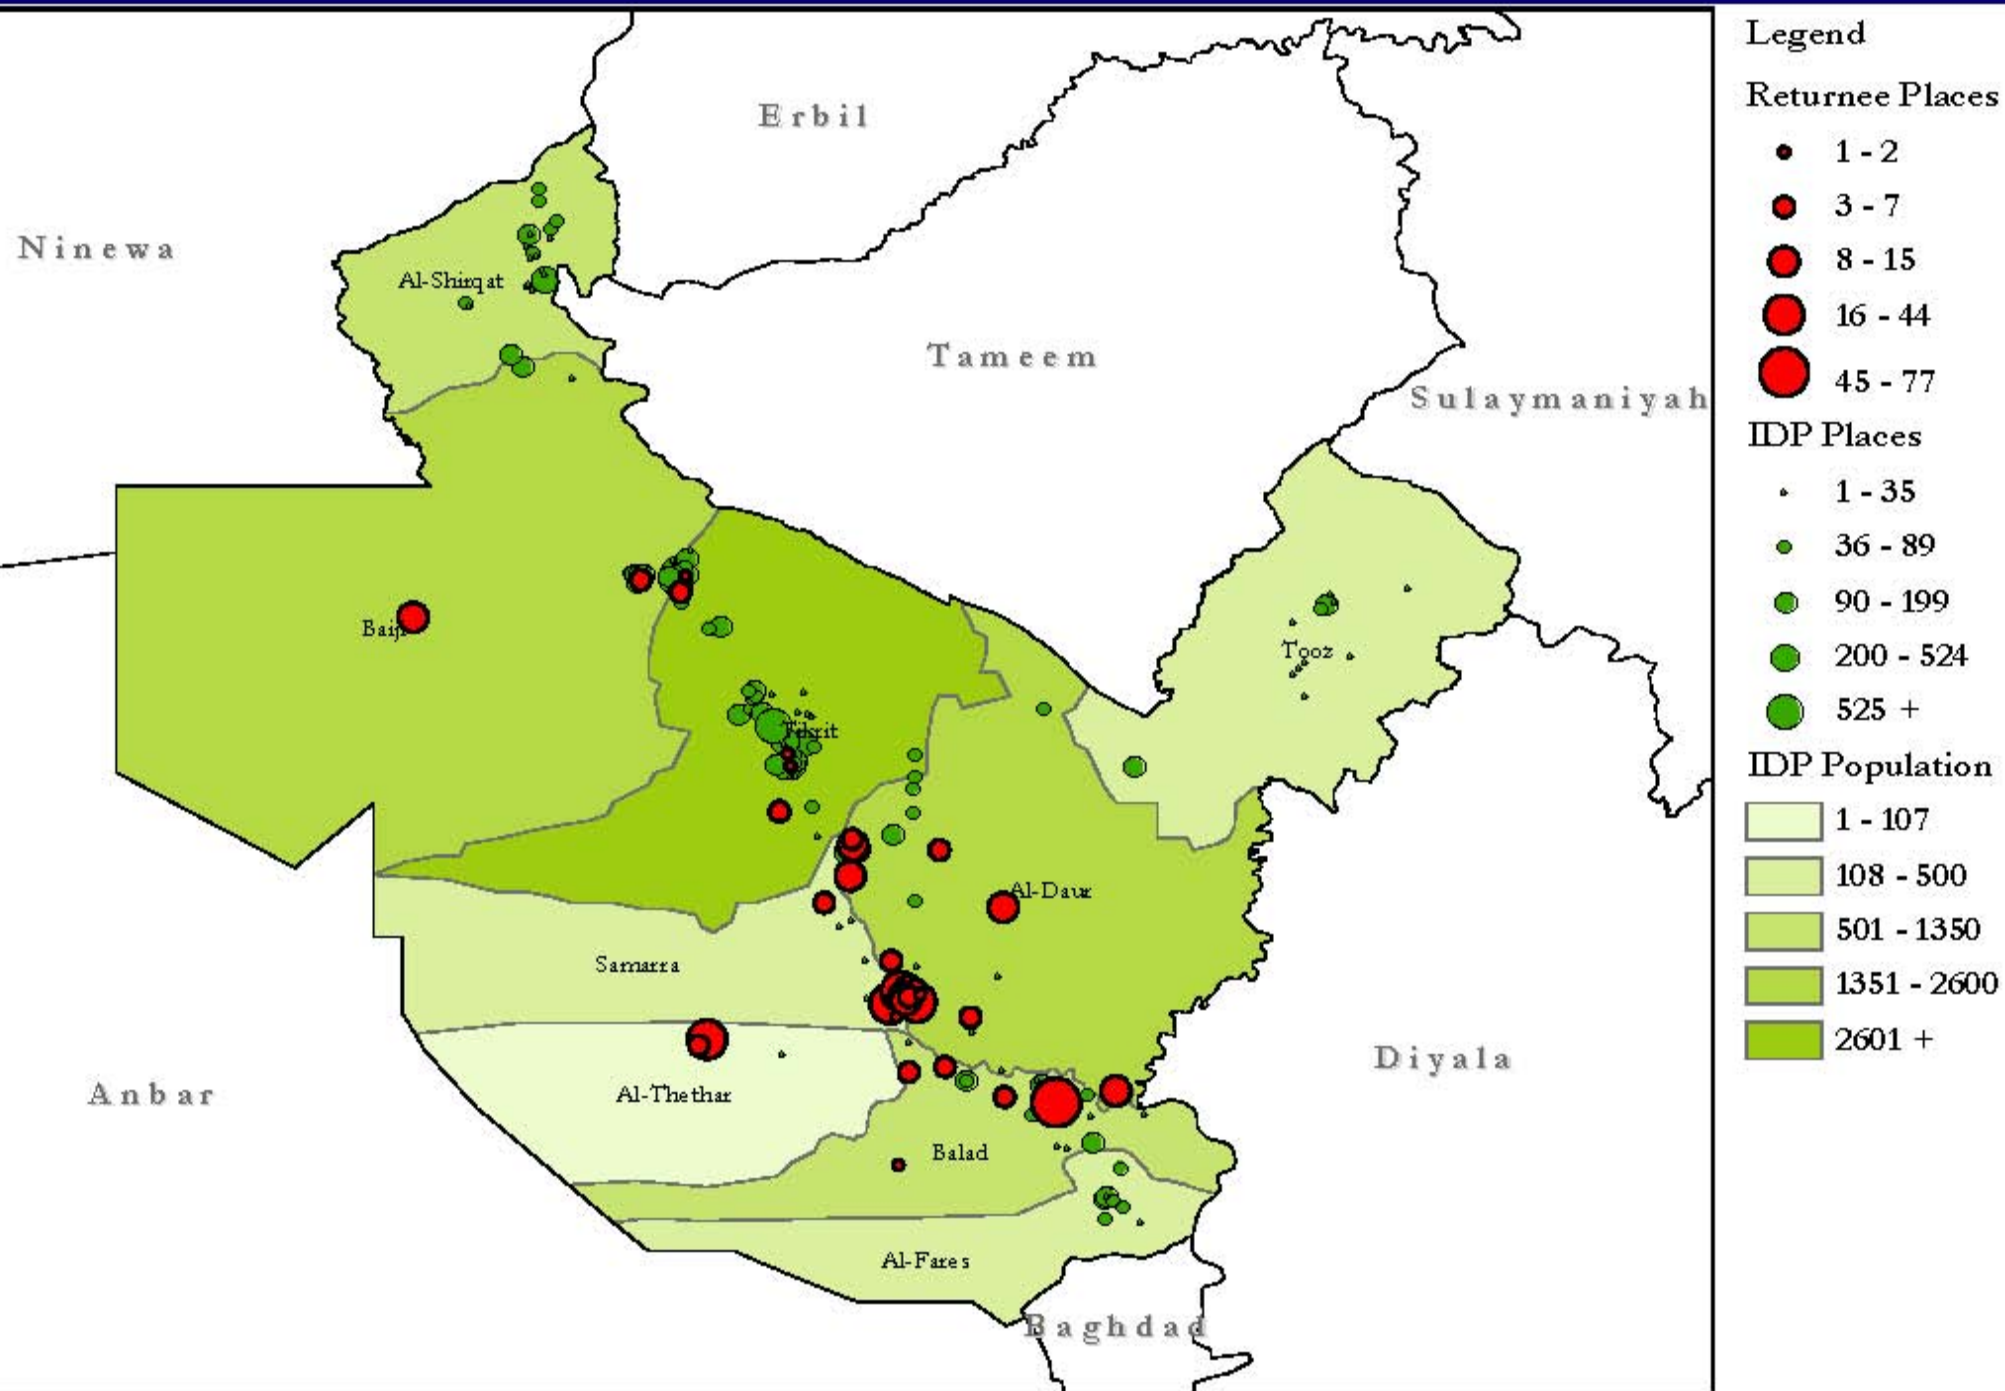 Legend
Returnee Places
1 - 2
3 - 7
8 - 15
16 - 44
45 - 77
IDP Places
1 - 35
36 - 89
90 - 199
200 - 524
525 +
IDP Population
1 - 107
108 - 500
501 - 1350
1351 - 2600
2601 +
Erbil
Ninewa
Al-Shirqat
Tameem
Sulaymaniyah
Baiji
Tooz
Tikrit
Al-Daur
Samarra
Diyala
Anbar
Al-Thethar
Balad
Al-Fares
Baghdad